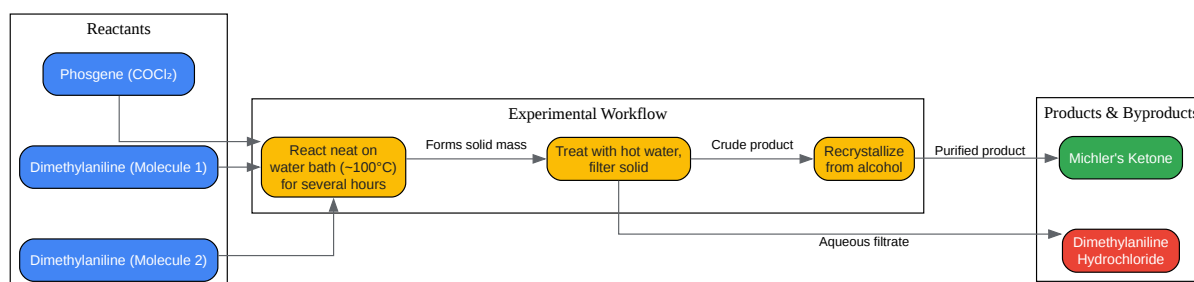 Reactants
Phosgene (COCl₂)
Dimethylaniline (Molecule 1)
Dimethylaniline (Molecule 2)
Experimental Workflow
React neat on
water bath (~100°C)
for several hours
Forms solid mass
Treat with hot water,
filter solid
Crude product
Recrystallize
from alcohol
Purified product
Aqueous filtrate
Products & Byproducts
Michler's Ketone
Dimethylaniline
Hydrochloride